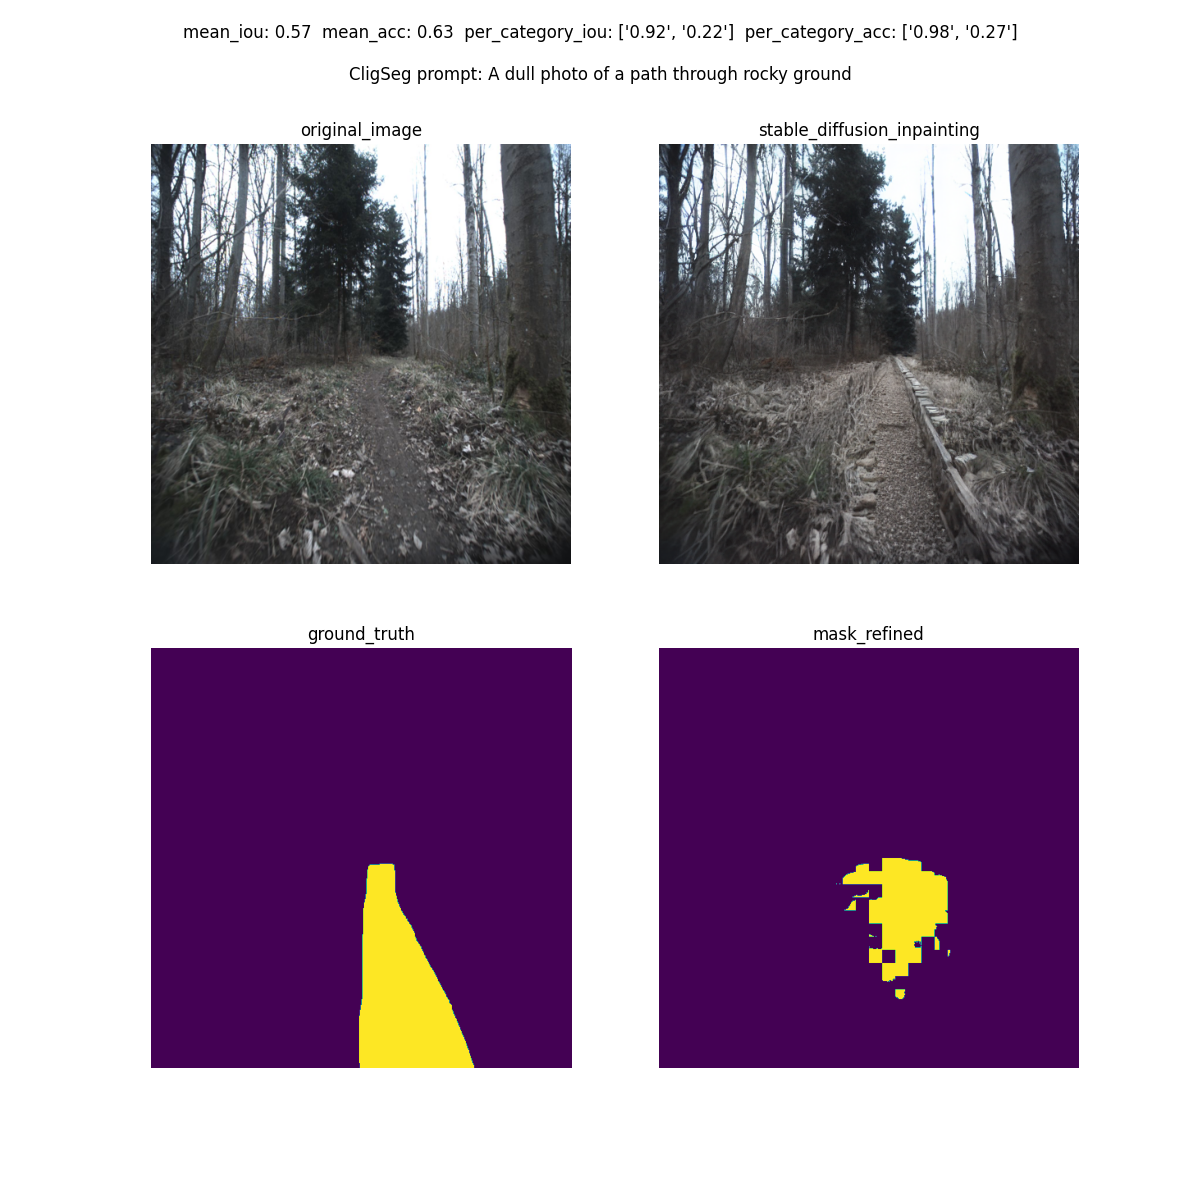 mean_iou: 0.57  mean_acc: 0.63  per_category_iou: ['0.92', '0.22']  per_category_acc: ['0.98', '0.27']
CligSeg prompt: A dull photo of a path through rocky ground
original_image
stable_diffusion_inpainting
ground_truth
mask_refined